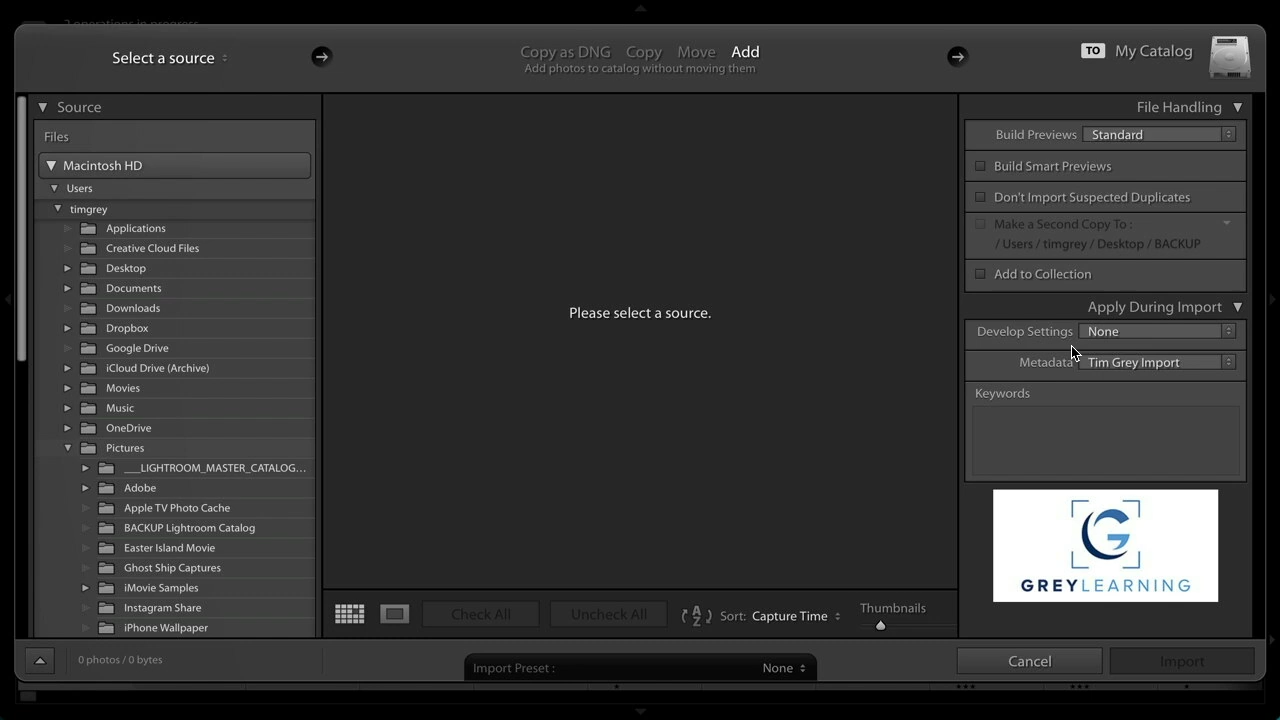 2 operations in progress
Select a source
Copy as DNG Copy Move Add
Add photos to catalog without moving them
TO My Catalog
Source
Files
Macintosh HD
Users
timgrey
Applications
Creative Cloud Files
Desktop
Documents
Downloads
Dropbox
Google Drive
iCloud Drive (Archive)
Movies
Music
OneDrive
Pictures
___LIGHTROOM_MASTER_CATALOG...
Adobe
Apple TV Photo Cache
BACKUP Lightroom Catalog
Easter Island Movie
Ghost Ship Captures
iMovie Samples
Instagram Share
iPhone Wallpaper
Please select a source.
Check All
Uncheck All
A
Z
Sort: Capture Time
Thumbnails
File Handling
Build Previews Standard
Build Smart Previews
Don't Import Suspected Duplicates
Make a Second Copy To :
/ Users / timgrey / Desktop / BACKUP
Add to Collection
Apply During Import
Develop Settings None
Metadata Tim Grey Import
Keywords
G
GREYLEARNING
0 photos / 0 bytes
Import Preset : None
Cancel
Import